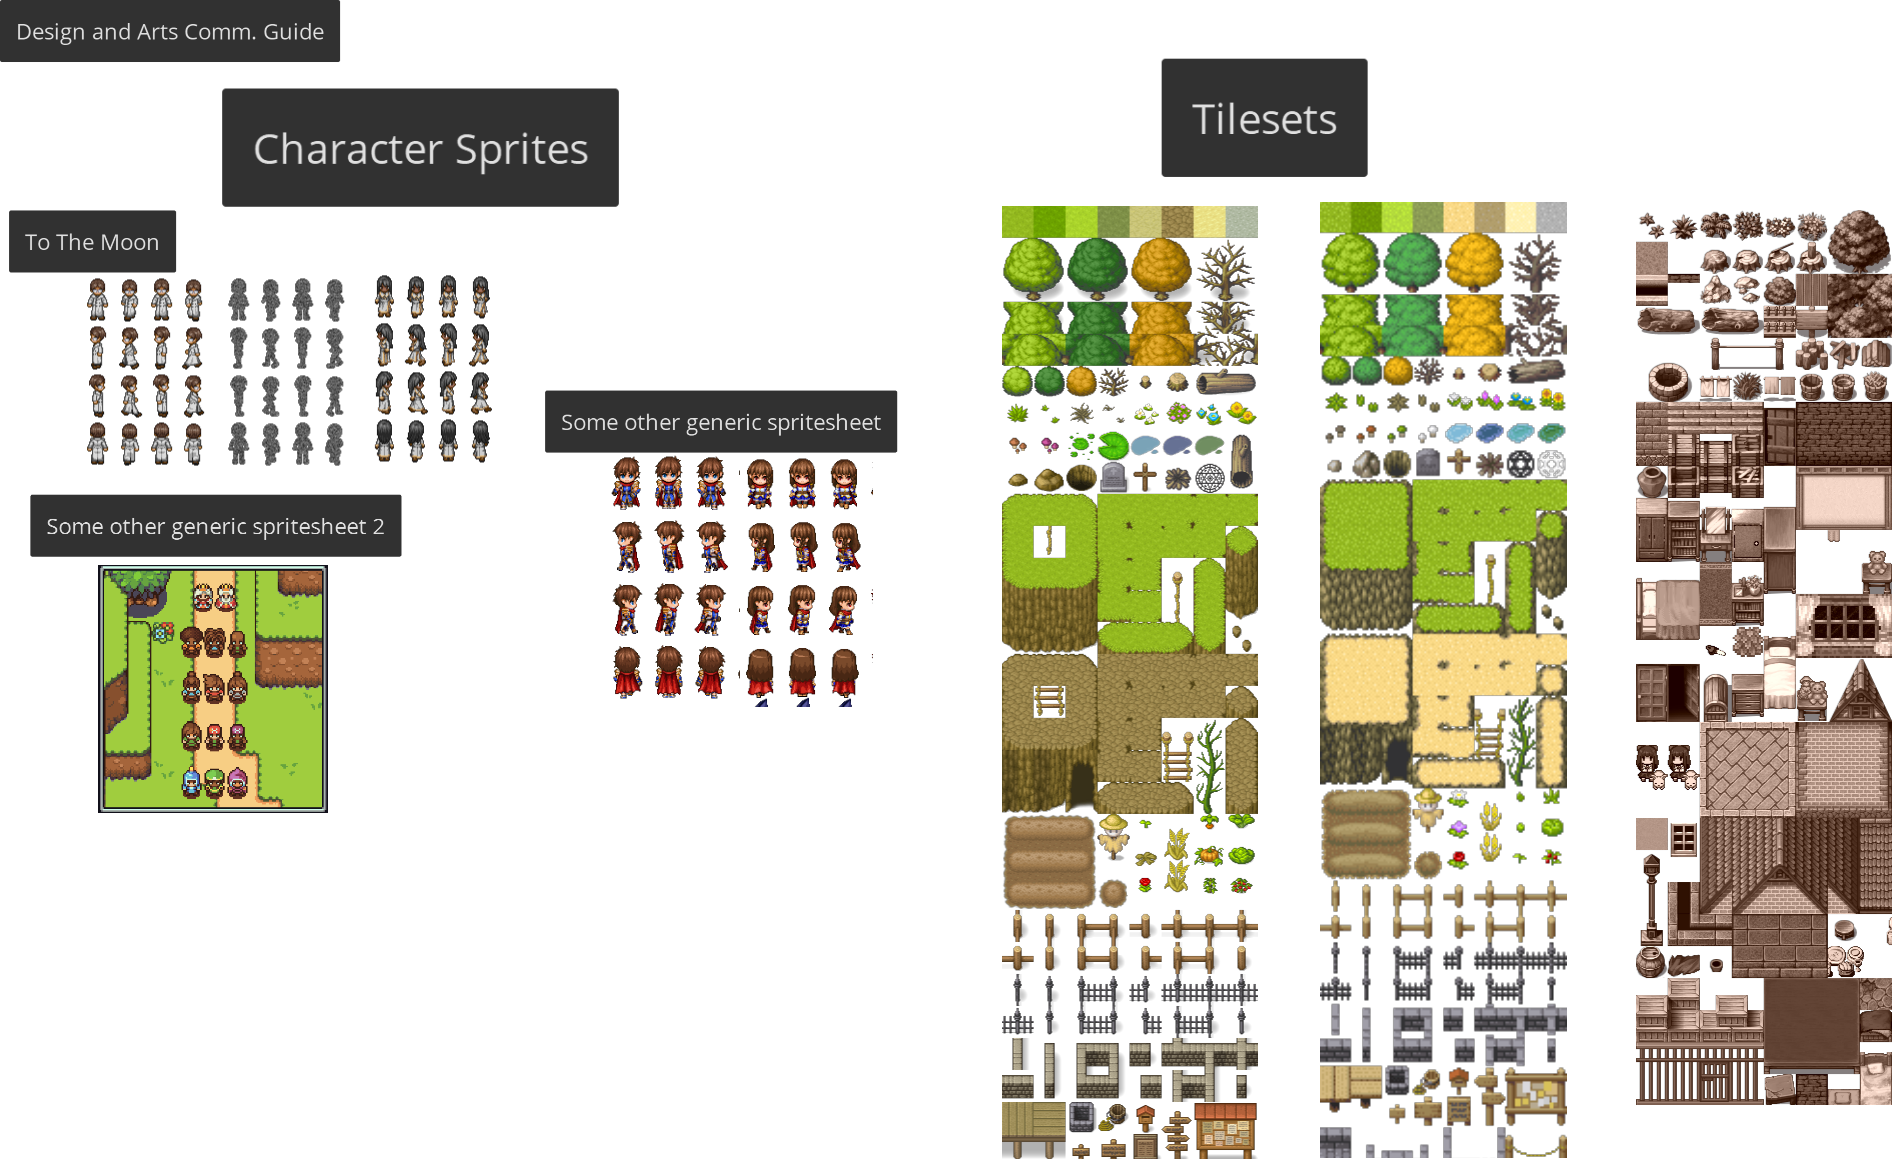 Design and Arts Comm. Guide
Character Sprites
Tilesets
To The Moon
Some other generic spritesheet
Some other generic spritesheet 2